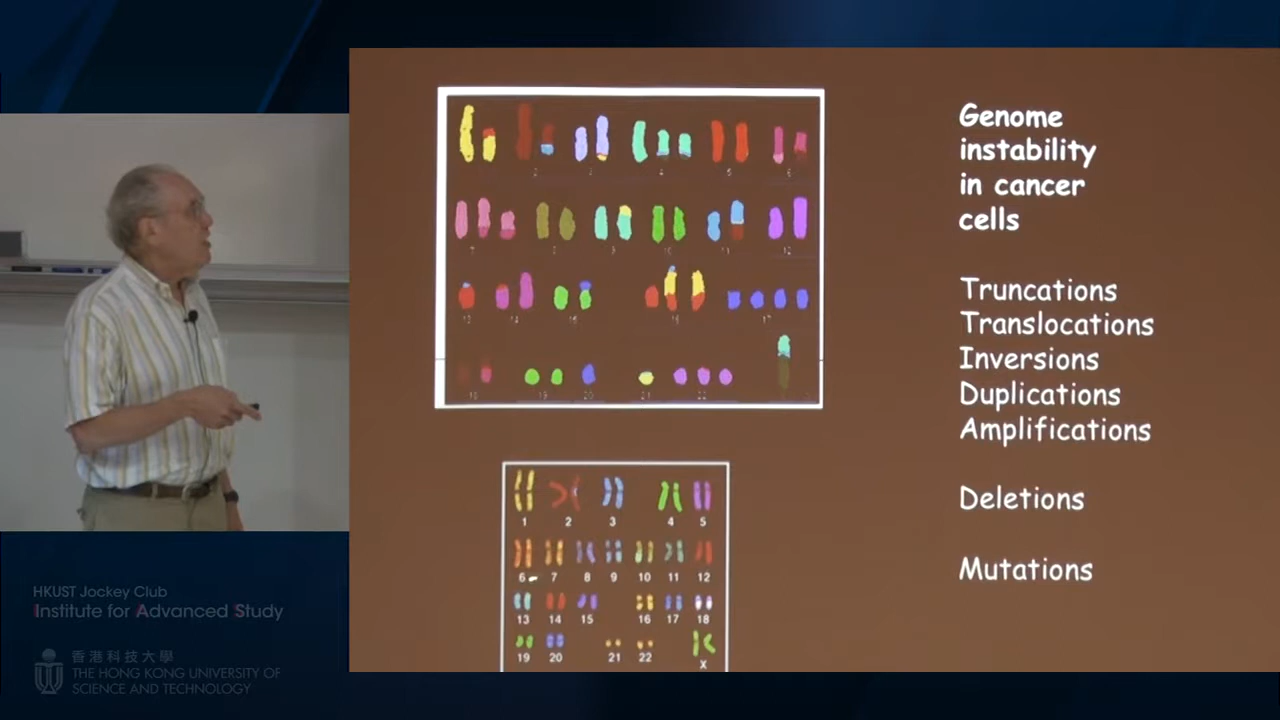 Genome
instability
in cancer
cells
Truncations
Translocations
Inversions
Duplications
Amplifications
Deletions
Mutations
1 2 3 4 5
6 7 8 9 10 11 12
13 14 15 16 17 18
19 20 21 22 X
HKUST Jockey Club
Institute for Advanced Study
香港科技大學
THE HONG KONG UNIVERSITY OF
SCIENCE AND TECHNOLOGY